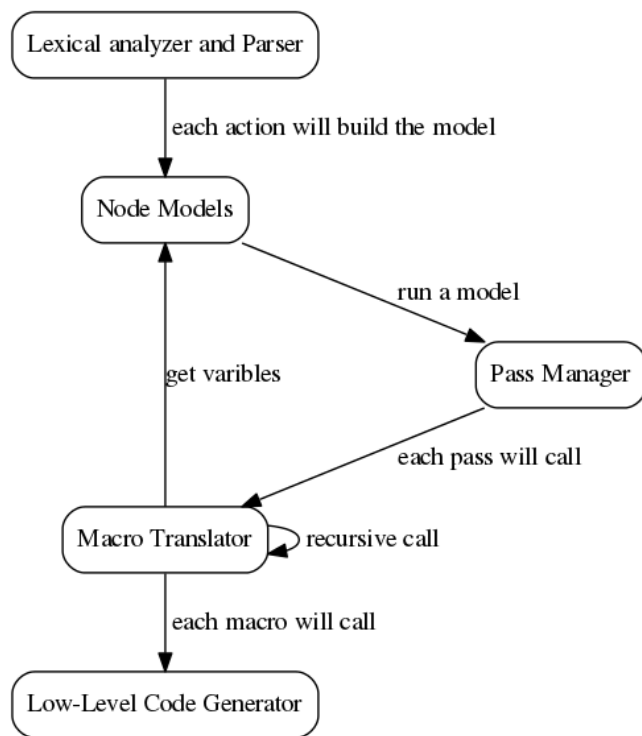 Lexical analyzer and Parser
each action will build the model
Node Models
run a model
Pass Manager
get varibles
each pass will call
Macro Translator
recursive call
each macro will call
Low-Level Code Generator